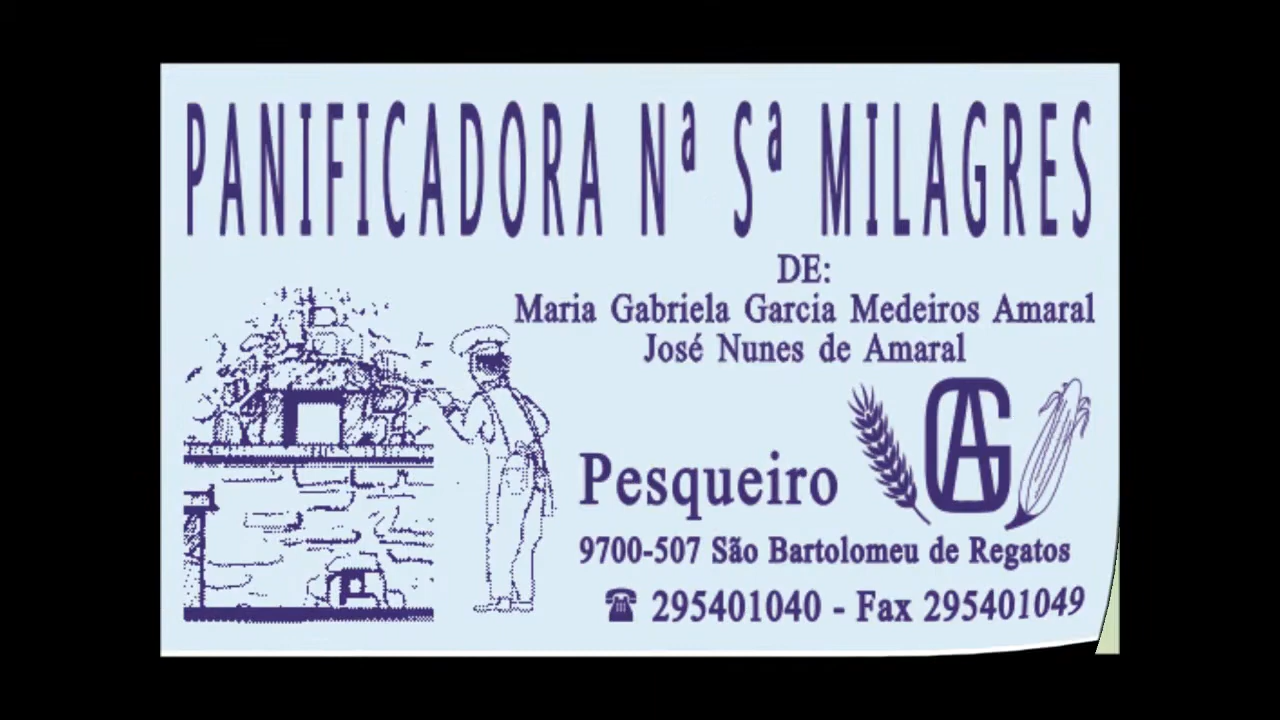 PANIFICADORA Nª Sª MILAGRES
DE:
Maria Gabriela Garcia Medeiros Amaral
José Nunes de Amaral
AG
Pesqueiro
9700-507 São Bartolomeu de Regatos
☎ 295401040 - Fax 295401049